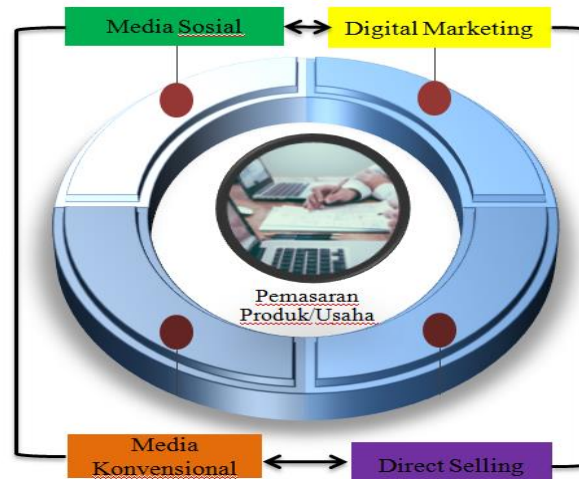 Media Sosial
Digital Marketing
Pemasaran
Produk/Usaha
Media
Konvensional
Direct Selling